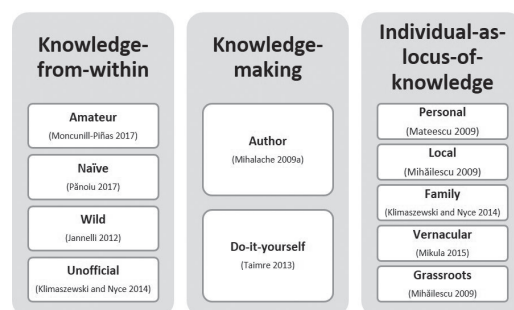 Knowledge-
from-within
Amateur
(Moncunill-Piñas 2017)
Naïve
(Pănoiu 2017)
Wild
(Jannelli 2012)
Unofficial
(Klimaszewski and Nyce 2014)
Knowledge-
making
Author
(Mihalache 2009a)
Do-it-yourself
(Taimre 2013)
Individual-as-
locus-of-
knowledge
Personal
(Mateescu 2009)
Local
(Mihăilescu 2009)
Family
(Klimaszewski and Nyce 2014)
Vernacular
(Mikula 2015)
Grassroots
(Mihăilescu 2009)